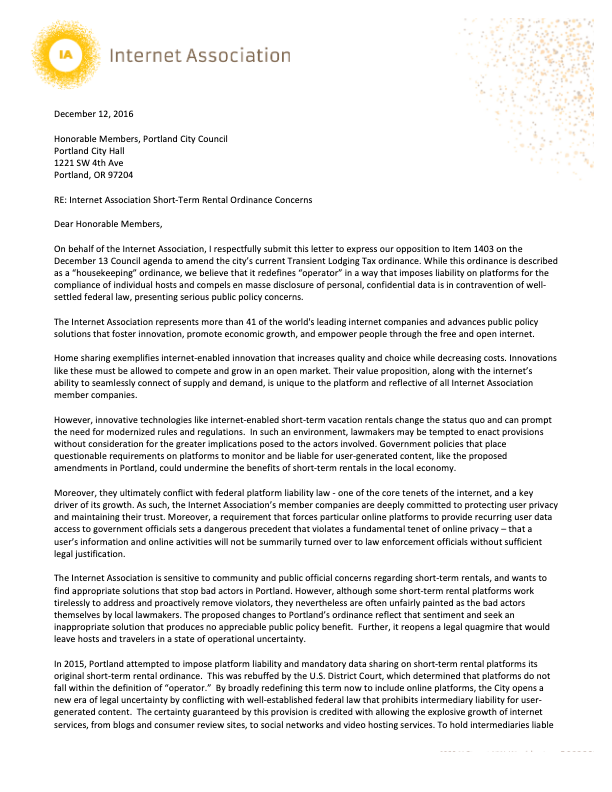 IA
Internet Association
December 12, 2016
Honorable Members, Portland City Council
Portland City Hall
1221 SW 4th Ave
Portland, OR 97204
RE: Internet Association Short-Term Rental Ordinance Concerns
Dear Honorable Members,
On behalf of the Internet Association, I respectfully submit this letter to express our opposition to Item 1403 on the
December 13 Council agenda to amend the city's current Transient Lodging Tax ordinance. While this ordinance is described
as a "housekeeping" ordinance, we believe that it redefines "operator" in a way that imposes liability on platforms for the
compliance of individual hosts and compels en masse disclosure of personal, confidential data is in contravention of well-
settled federal law, presenting serious public policy concerns.
The Internet Association represents more than 41 of the world's leading internet companies and advances public policy
solutions that foster innovation, promote economic growth, and empower people through the free and open internet.
Home sharing exemplifies internet-enabled innovation that increases quality and choice while decreasing costs. Innovations
like these must be allowed to compete and grow in an open market. Their value proposition, along with the internet's
ability to seamlessly connect of supply and demand, is unique to the platform and reflective of all Internet Association
member companies.
However, innovative technologies like internet-enabled short-term vacation rentals change the status quo and can prompt
the need for modernized rules and regulations. In such an environment, lawmakers may be tempted to enact provisions
without consideration for the greater implications posed to the actors involved. Government policies that place
questionable requirements on platforms to monitor and be liable for user-generated content, like the proposed
amendments in Portland, could undermine the benefits of short-term rentals in the local economy.
Moreover, they ultimately conflict with federal platform liability law - one of the core tenets of the internet, and a key
driver of its growth. As such, the Internet Association's member companies are deeply committed to protecting user privacy
and maintaining their trust. Moreover, a requirement that forces particular online platforms to provide recurring user data
access to government officials sets a dangerous precedent that violates a fundamental tenet of online privacy – that a
user's information and online activities will not be summarily turned over to law enforcement officials without sufficient
legal justification.
The Internet Association is sensitive to community and public official concerns regarding short-term rentals, and wants to
find appropriate solutions that stop bad actors in Portland. However, although some short-term rental platforms work
tirelessly to address and proactively remove violators, they nevertheless are often unfairly painted as the bad actors
themselves by local lawmakers. The proposed changes to Portland's ordinance reflect that sentiment and seek an
inappropriate solution that produces no appreciable public policy benefit. Further, it reopens a legal quagmire that would
leave hosts and travelers in a state of operational uncertainty.
In 2015, Portland attempted to impose platform liability and mandatory data sharing on short-term rental platforms its
original short-term rental ordinance. This was rebuffed by the U.S. District Court, which determined that platforms do not
fall within the definition of "operator." By broadly redefining this term now to include online platforms, the City opens a
new era of legal uncertainty by conflicting with well-established federal law that prohibits intermediary liability for user-
generated content. The certainty guaranteed by this provision is credited with allowing the explosive growth of internet
services, from blogs and consumer review sites, to social networks and video hosting services. To hold intermediaries liable